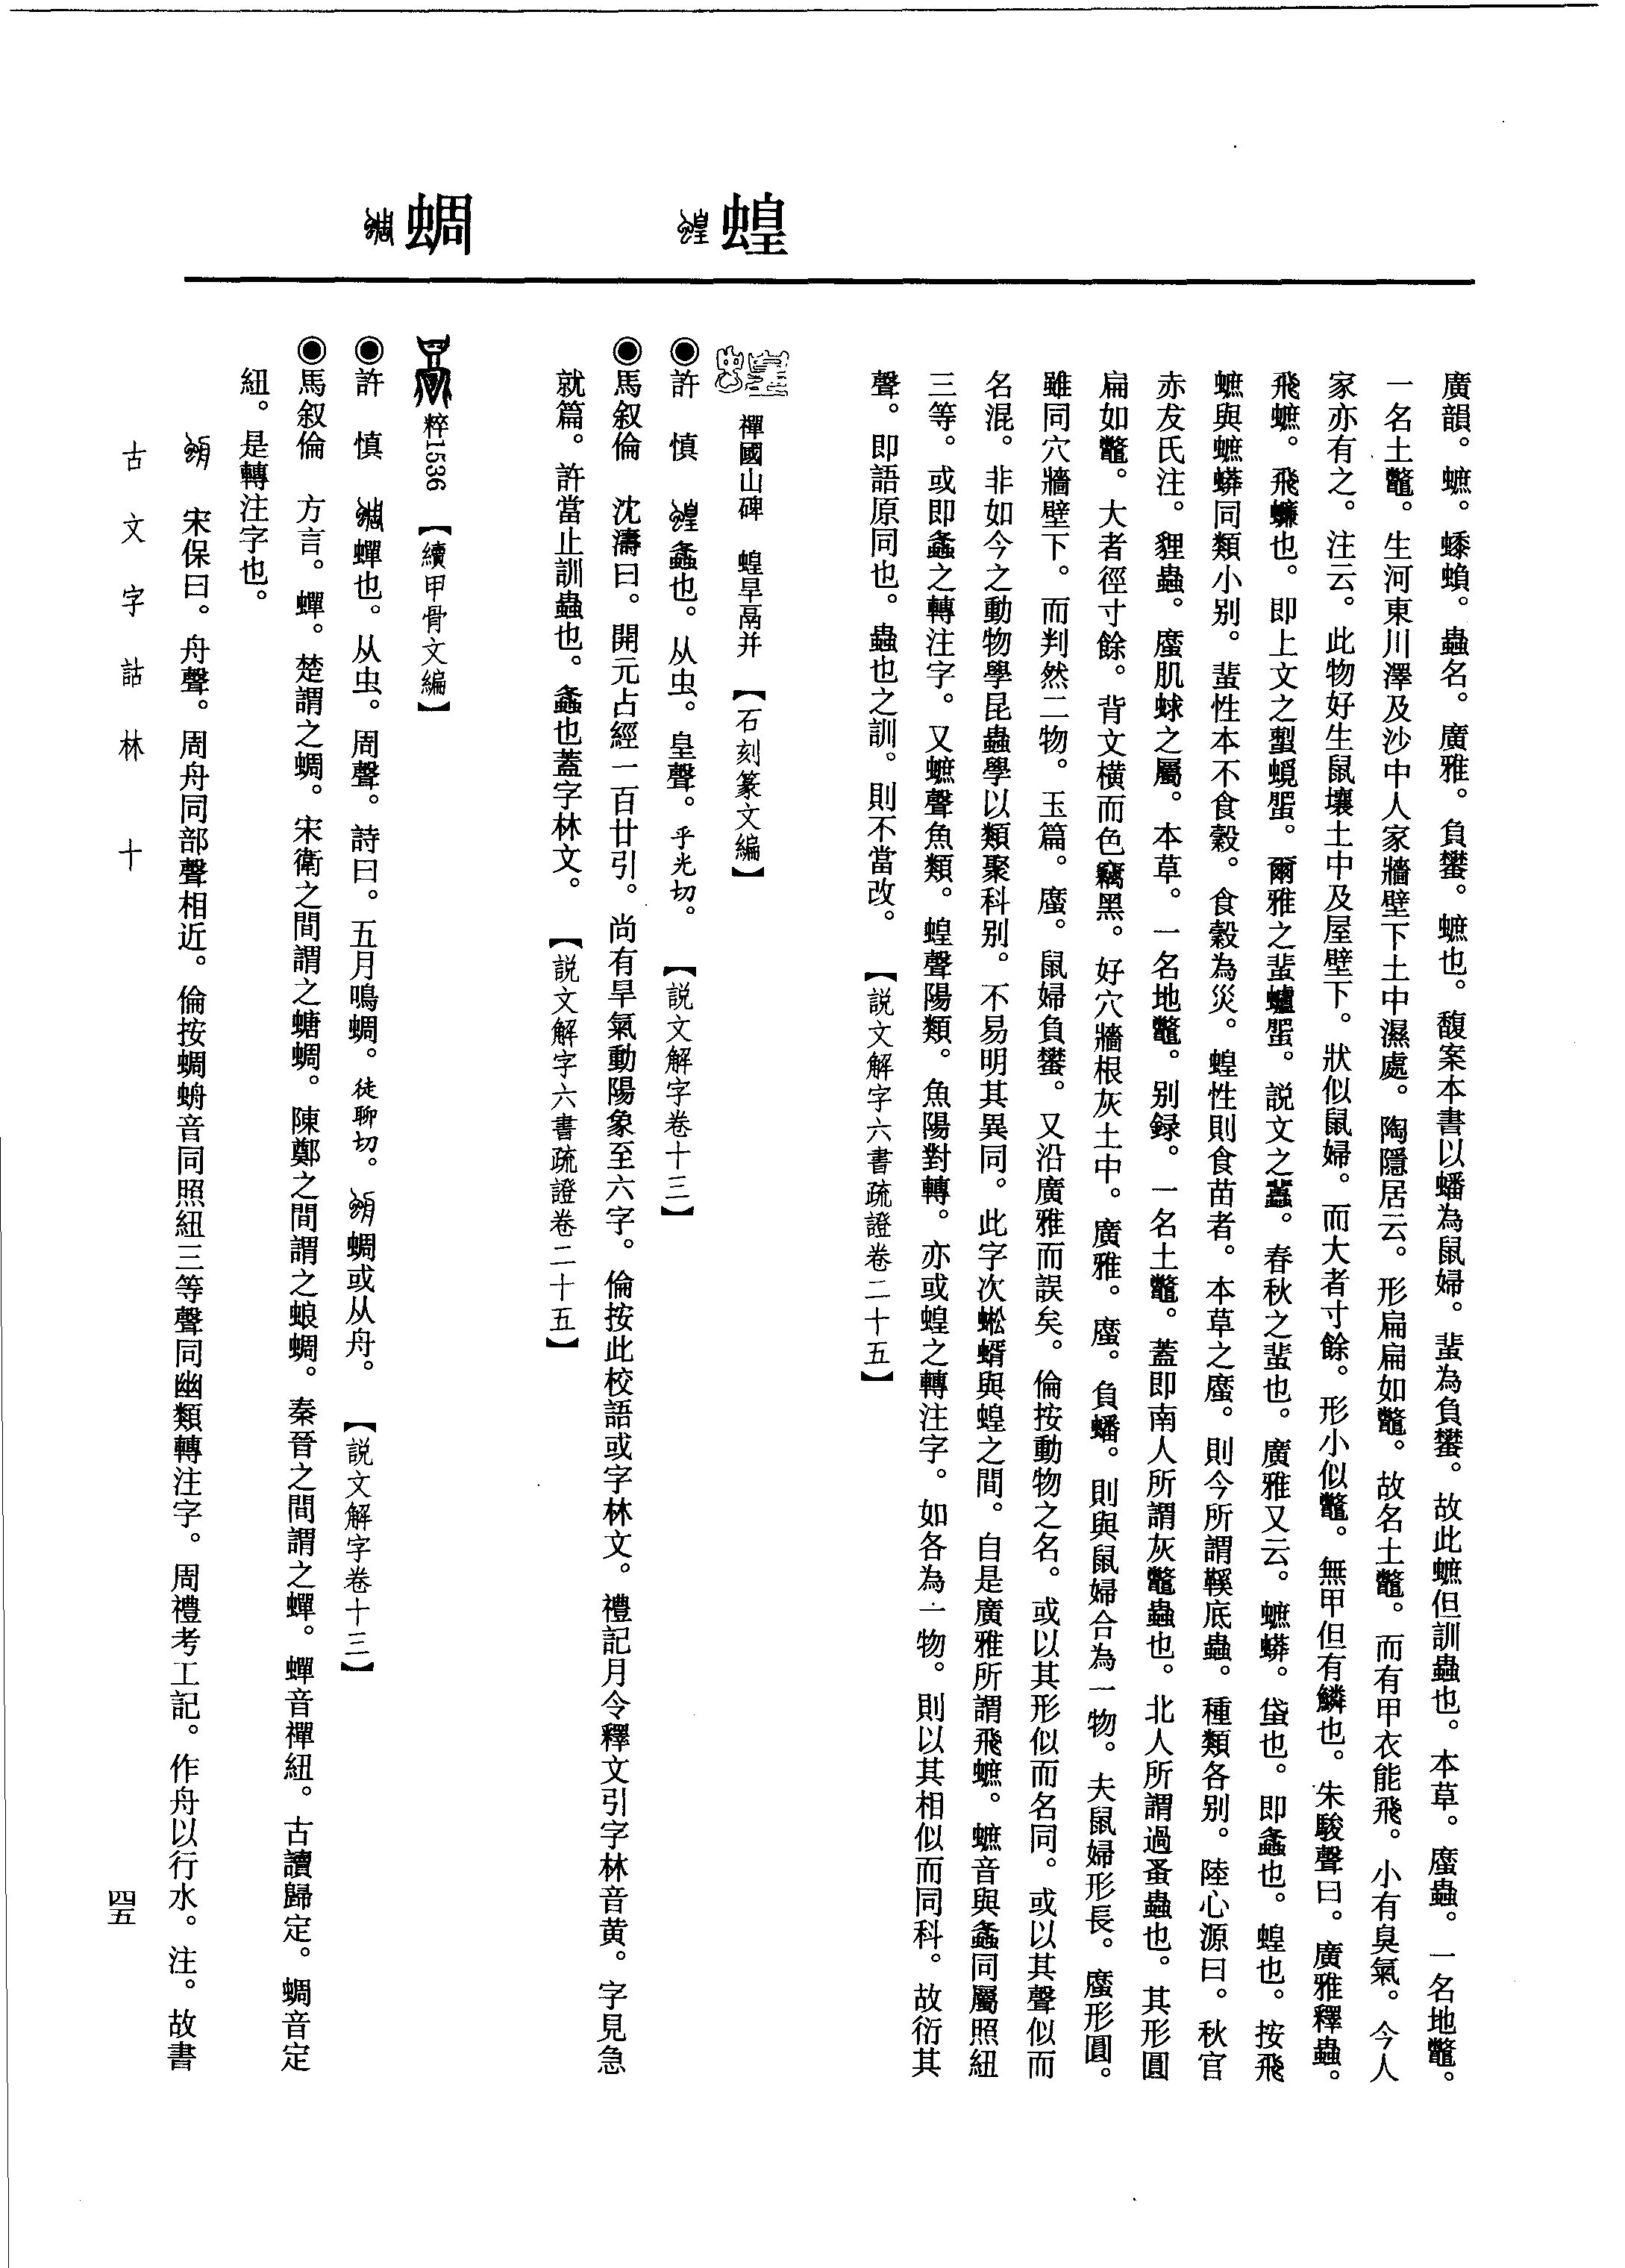 蝗
蜩
廣韻。蟅。蟧蝜。蟲名。廣雅。負蠜。蟅也。馥案本書以蟠為鼠婦。蜚為負蠜。故此蟅但訓蟲也。本草。䗪蟲。一名地鼈。
一名土鼈。生河東川澤及沙中人家牆壁下土中濕處。陶隱居云。形扁扁如鼈。故名土鼈。而有甲衣能飛。小有臭氣。今人
家亦有之。注云。此物好生鼠壤土中及屋壁下。狀似鼠婦。而大者寸餘。形小似鼈。無甲但有鱗也。朱駿聲曰。廣雅釋蟲。
飛蟅。飛蠊也。即上文之蜰。爾雅之蜚蠦蜰。説文之蠹。春秋之蜚也。廣雅又云。蟅蟒。䖡也。即螽也。蝗也。按飛
蟅與蟅蟒同類小别。蜚性本不食穀。食穀為災。蝗性則食苗者。本草之䗪。則今所謂鞵底蟲。種類各别。陸心源曰。秋官
赤犮氏注。貍蟲。䗪肌蛷之屬。本草。一名地鼈。别録。一名土鼈。蓋即南人所謂灰鼈蟲也。北人所謂過蚤蟲也。其形圓
扁如鼈。大者徑寸餘。背文橫而色竊黑。好穴牆根灰土中。廣雅。䗪。負蟠。則與鼠婦合為一物。夫鼠婦形長。䗪形圓。
雖同穴牆壁下。而判然二物。玉篇。䗪。鼠婦負蠜。又沿廣雅而誤矣。倫按動物之名。或以其形似而名同。或以其聲似而
名混。非如今之動物學昆蟲學以類聚科别。不易明其異同。此字次蜙蝑與蝗之間。自是廣雅所謂飛蟅。蟅音與螽同屬照紐
三等。或即螽之轉注字。又蟅聲魚類。蝗聲陽類。魚陽對轉。亦或蝗之轉注字。如各為一物。則以其相似而同科。故衍其
聲。即語原同也。蟲也之訓。則不當改。【説文解字六書疏證卷二十五】
禪國山碑　蝗旱鬲并【石刻篆文編】
◉許　慎　螽也。从虫。皇聲。乎光切。【説文解字卷十三】
◉馬叙倫　沈濤曰。開元占經一百廿引。尚有旱氣動陽象至六字。倫按此校語或字林文。禮記月令釋文引字林音黄。字見急
就篇。許當止訓蟲也。螽也蓋字林文。【説文解字六書疏證卷二十五】
粹1536【續甲骨文編】
◉許　慎　蟬也。从虫。周聲。詩曰。五月鳴蜩。徒聊切。蜩或从舟。【説文解字卷十三】
◉馬叙倫　方言。蟬。楚謂之蜩。宋衛之間謂之螗蜩。陳鄭之間謂之蜋蜩。秦晉之間謂之蟬。蟬音禪紐。古讀歸定。蜩音定
紐。是轉注字也。
宋保曰。舟聲。周舟同部聲相近。倫按蜩䖣音同照紐三等聲同幽類轉注字。周禮考工記。作舟以行水。注。故書
古文字詁林　十
四五